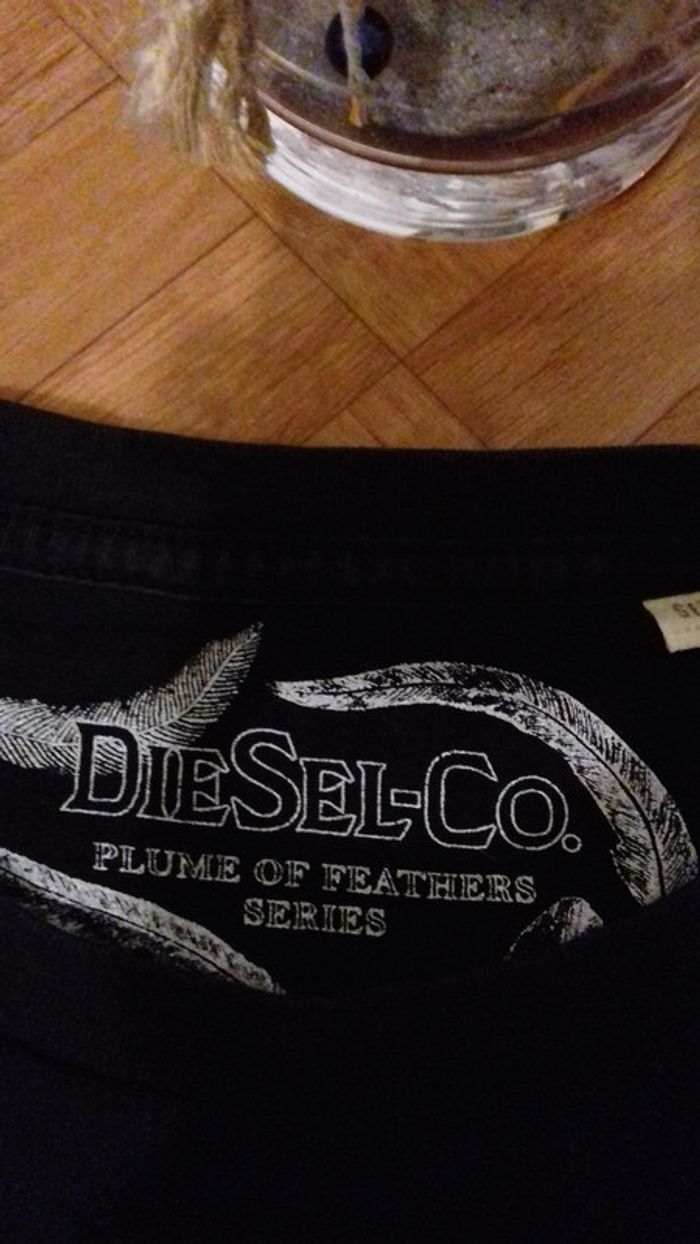 DIESEL-CO.
PLUME OF FEATHERS
SERIES